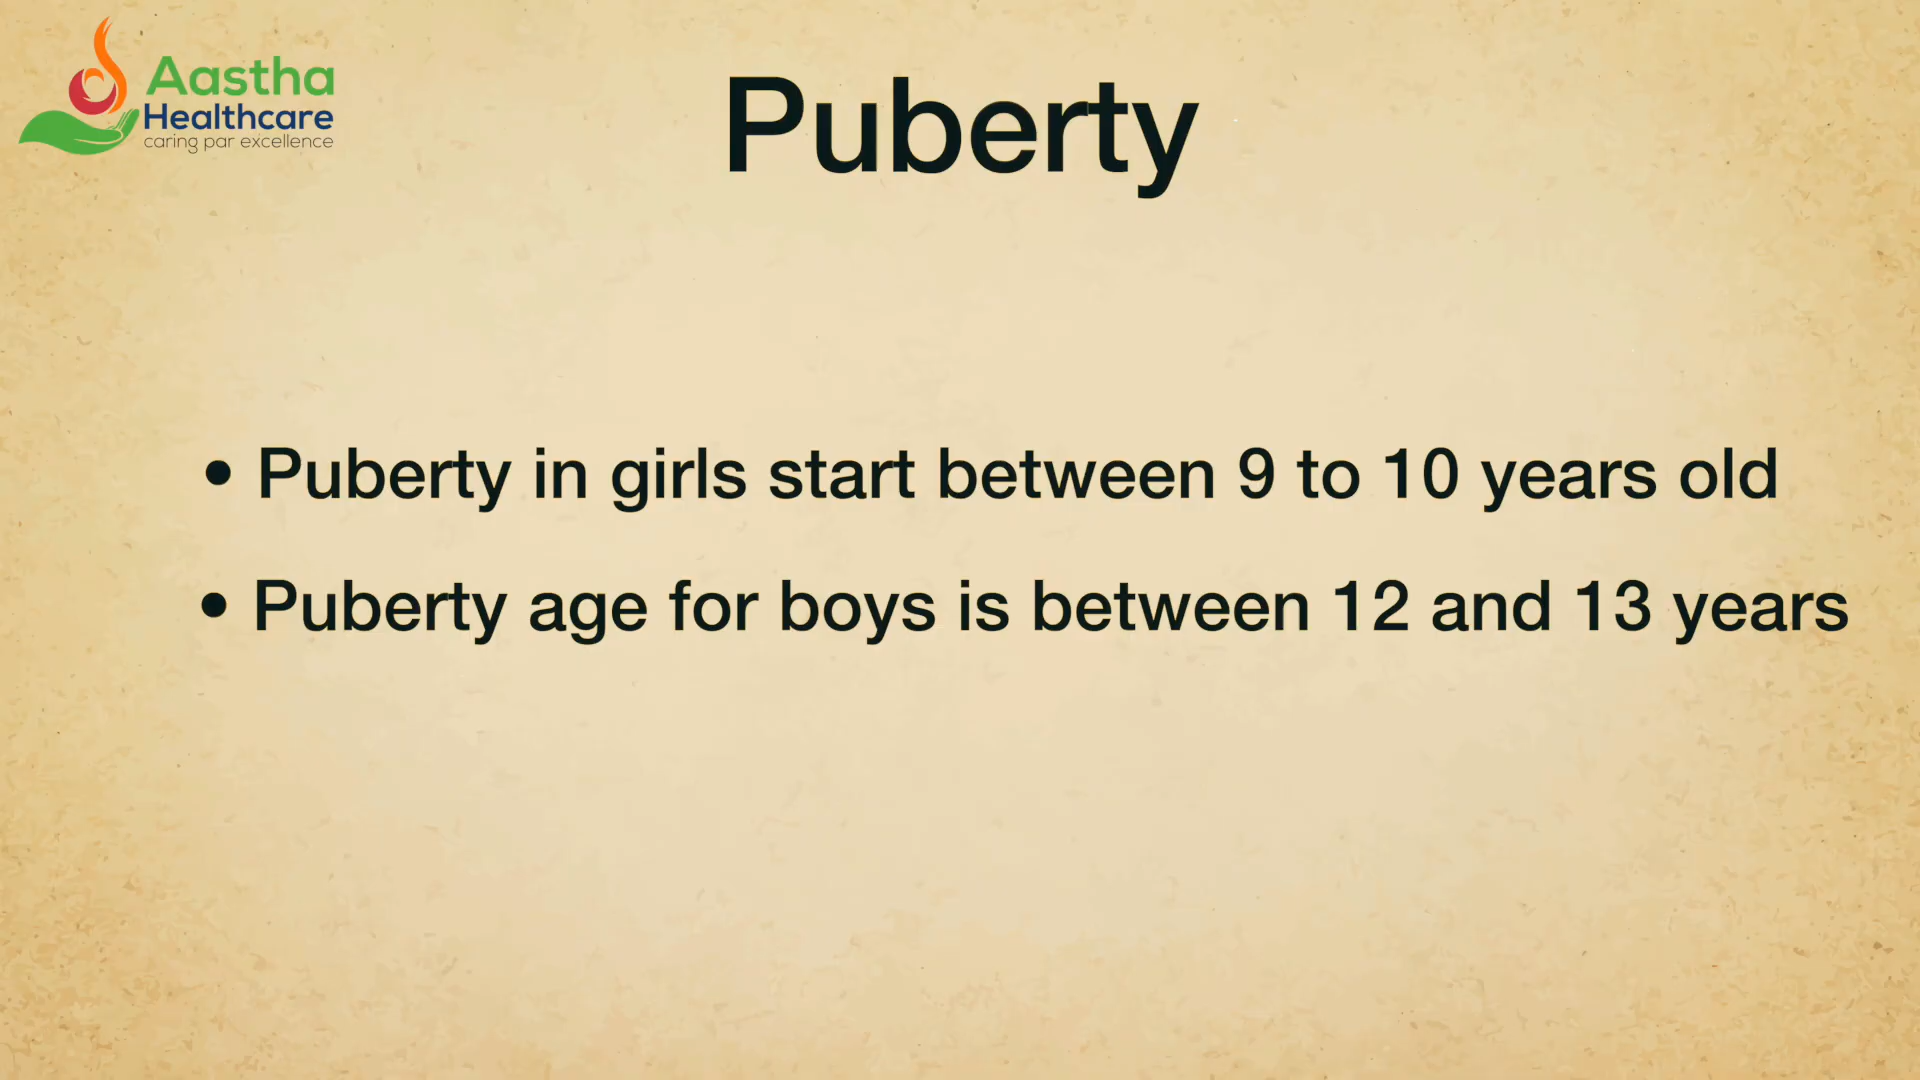 Aastha
Healthcare
caring par excellence
Puberty
• Puberty in girls start between 9 to 10 years old
• Puberty age for boys is between 12 and 13 years